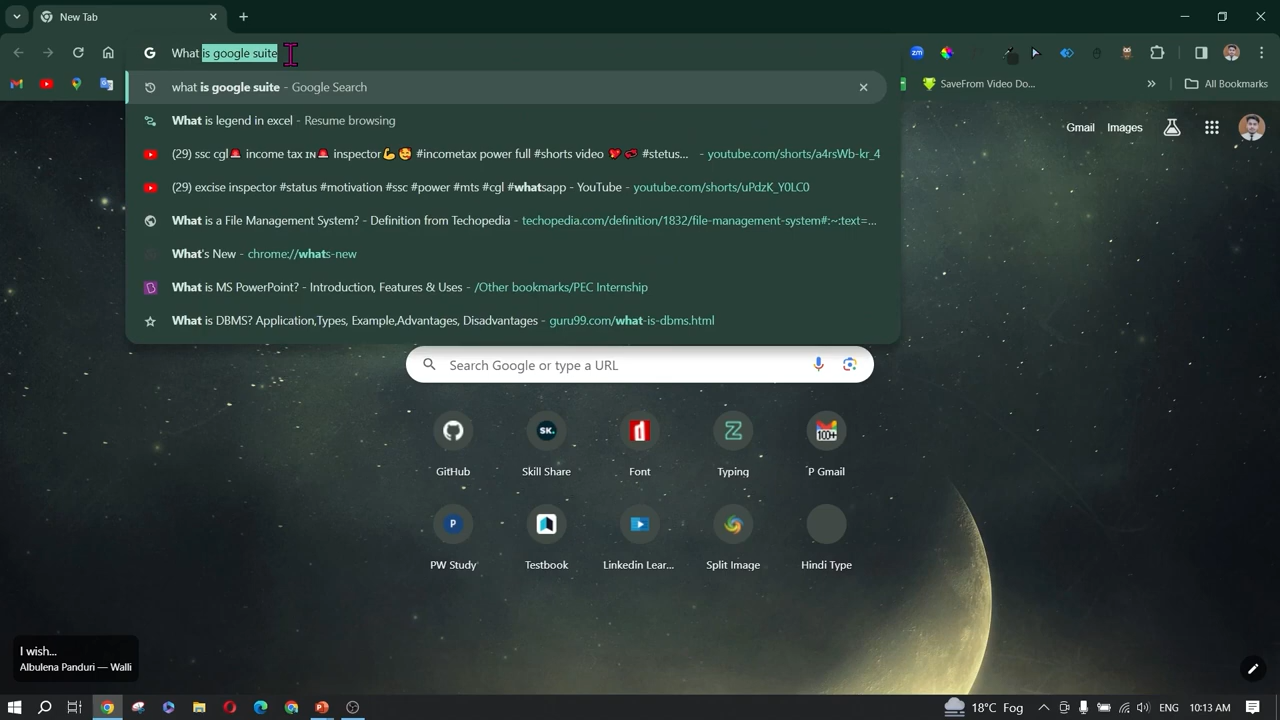 New Tab
What is google suite
zm
SaveFrom Video Do...
All Bookmarks
what is google suite - Google Search
What is legend in excel - Resume browsing
(29) ssc cgl🚨 income tax ɪɴ🚨 inspector💪🥰 #incometax power full #shorts video 💖💋 #stetus... - youtube.com/shorts/a4rsWb-kr_4
(29) excise inspector #status #motivation #ssc #power #mts #cgl #whatsapp - YouTube - youtube.com/shorts/uPdzK_Y0LC0
What is a File Management System? - Definition from Techopedia - techopedia.com/definition/1832/file-management-system#:~:text=...
What's New - chrome://whats-new
What is MS PowerPoint? - Introduction, Features & Uses - /Other bookmarks/PEC Internship
What is DBMS? Application,Types, Example,Advantages, Disadvantages - guru99.com/what-is-dbms.html
Gmail Images
Search Google or type a URL
SK.
100+
GitHub Skill Share Font Typing P Gmail
P
PW Study Testbook Linkedin Lear... Split Image Hindi Type
I wish...
Albulena Panduri — Walli
18°C Fog ENG 10:13 AM